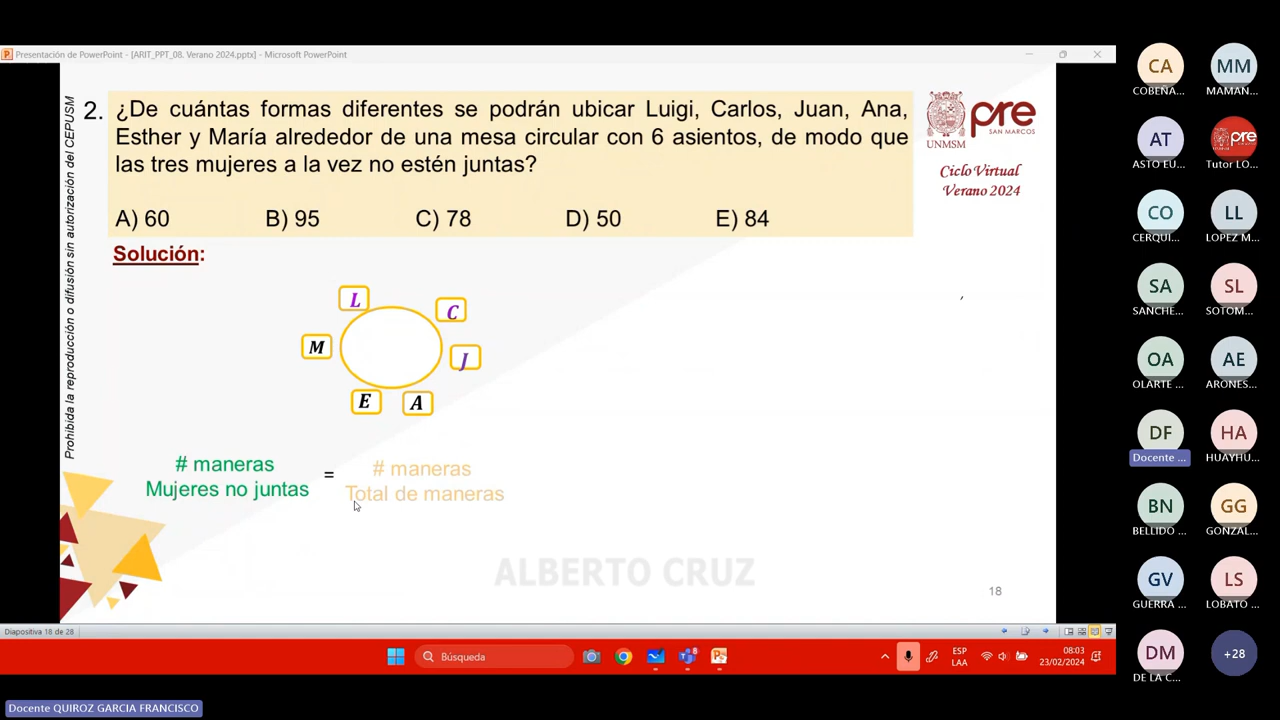 Presentación de PowerPoint - [ARIT_PPT_08. Verano 2024.pptx] - Microsoft PowerPoint
Prohibida la reproducción o difusión sin autorización del CEPUSM
2. ¿De cuántas formas diferentes se podrán ubicar Luigi, Carlos, Juan, Ana,
Esther y María alrededor de una mesa circular con 6 asientos, de modo que
las tres mujeres a la vez no estén juntas?
A) 60 B) 95 C) 78 D) 50 E) 84
UNMSM
pre
SAN MARCOS
Ciclo Virtual
Verano 2024
Solución:
L
C
M
J
E
A
# maneras
Mujeres no juntas
=
# maneras
Total de maneras
ALBERTO CRUZ
18
Diapositiva 18 de 28
Búsqueda
8
ESP
LAA
08:03
23/02/2024
Docente QUIROZ GARCIA FRANCISCO
CA
COBEÑA...
MM
MAMAN...
AT
ASTO EU...
pre
Tutor LO...
CO
CERQUI...
LL
LOPEZ M...
SA
SANCHE...
SL
SOTOM...
OA
OLARTE ...
AE
ARONES...
DF
Docente ...
HA
HUAYHU...
BN
BELLIDO ...
GG
GONZAL...
GV
GUERRA ...
LS
LOBATO ...
DM
DE LA C...
+28